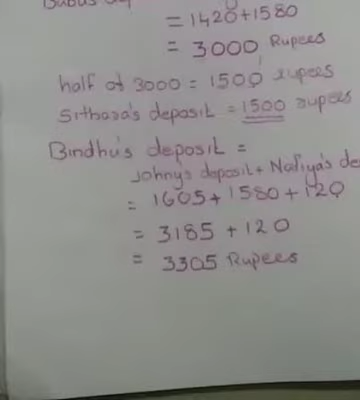 = 1420+1580
= 3000 Rupees
half of 3000 = 1500 rupees
Sithara's deposit = 1500 rupees
Bindhu's deposit =
Johny's deposit + Nadiya's de
= 1605+1580+120
= 3185 + 120
= 3305 Rupees